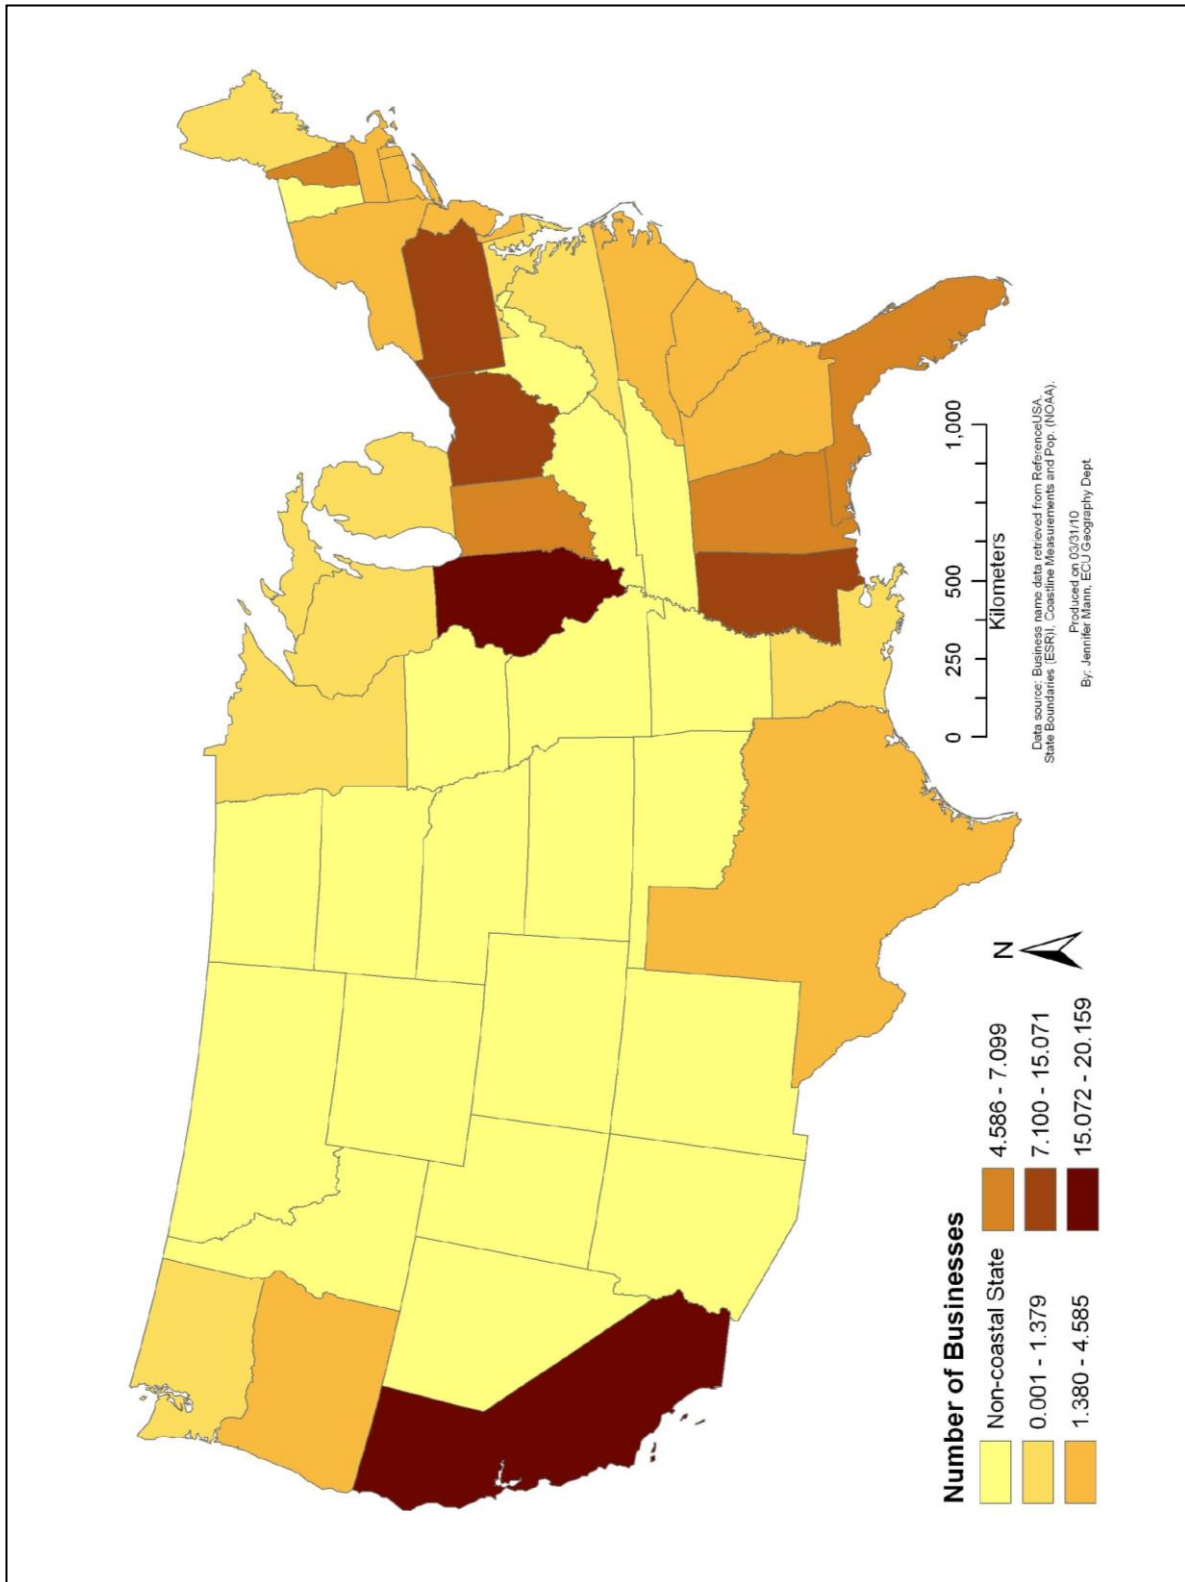 0 250 500 1,000
Kilometers
Data source: Business name data retrieved from ReferenceUSA,
State Boundaries (ESRI), Coastline Measurements and Pop. (NOAA).
Produced on 03/31/10
By: Jennifer Mann, ECU Geography Dept.
N
Number of Businesses
Non-coastal State
0.001 - 1.379
1.380 - 4.585
4.586 - 7.099
7.100 - 15.071
15.072 - 20.159